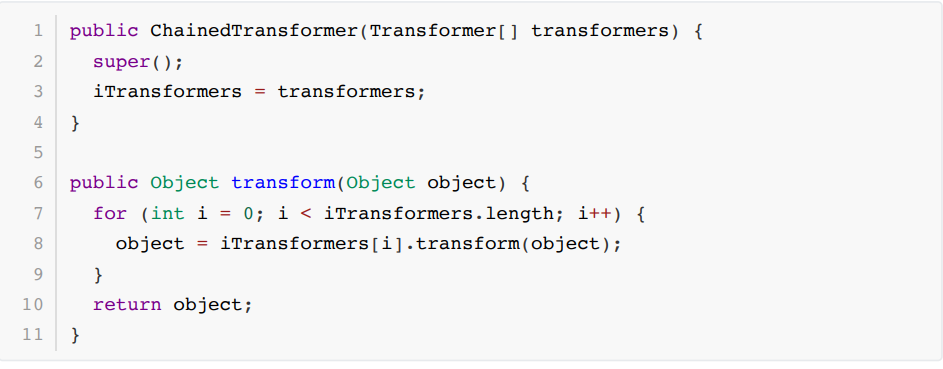 1 public ChainedTransformer(Transformer[] transformers) {
2   super();
3   iTransformers = transformers;
4 }
5
6 public Object transform(Object object) {
7   for (int i = 0; i < iTransformers.length; i++) {
8     object = iTransformers[i].transform(object);
9   }
10   return object;
11 }